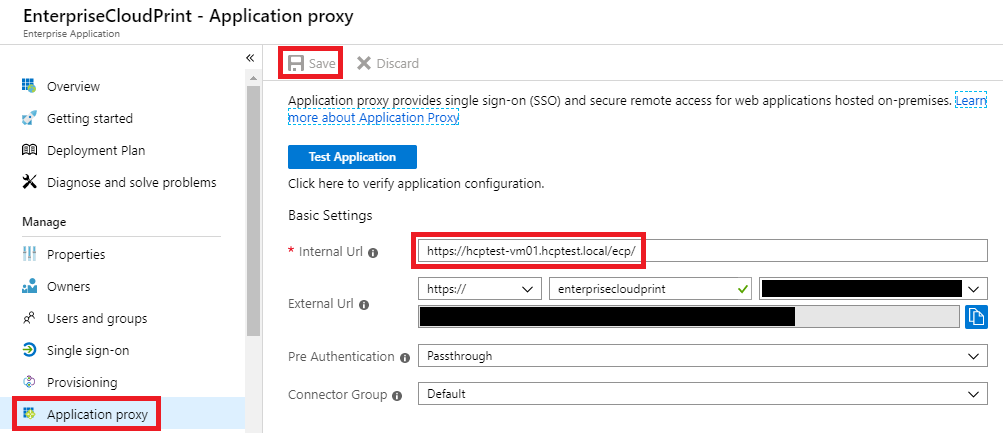 EnterpriseCloudPrint - Application proxy
Enterprise Application
«
Overview
Getting started
Deployment Plan
Diagnose and solve problems
Manage
Properties
Owners
Users and groups
Single sign-on
Provisioning
Application proxy
Save
Discard
Application proxy provides single sign-on (SSO) and secure remote access for web applications hosted on-premises. Learn
more about Application Proxy
Test Application
Click here to verify application configuration.
Basic Settings
* Internal Url
https://hcptest-vm01.hcptest.local/ecp/
External Url
https://
enterprisecloudprint
Pre Authentication
Passthrough
Connector Group
Default